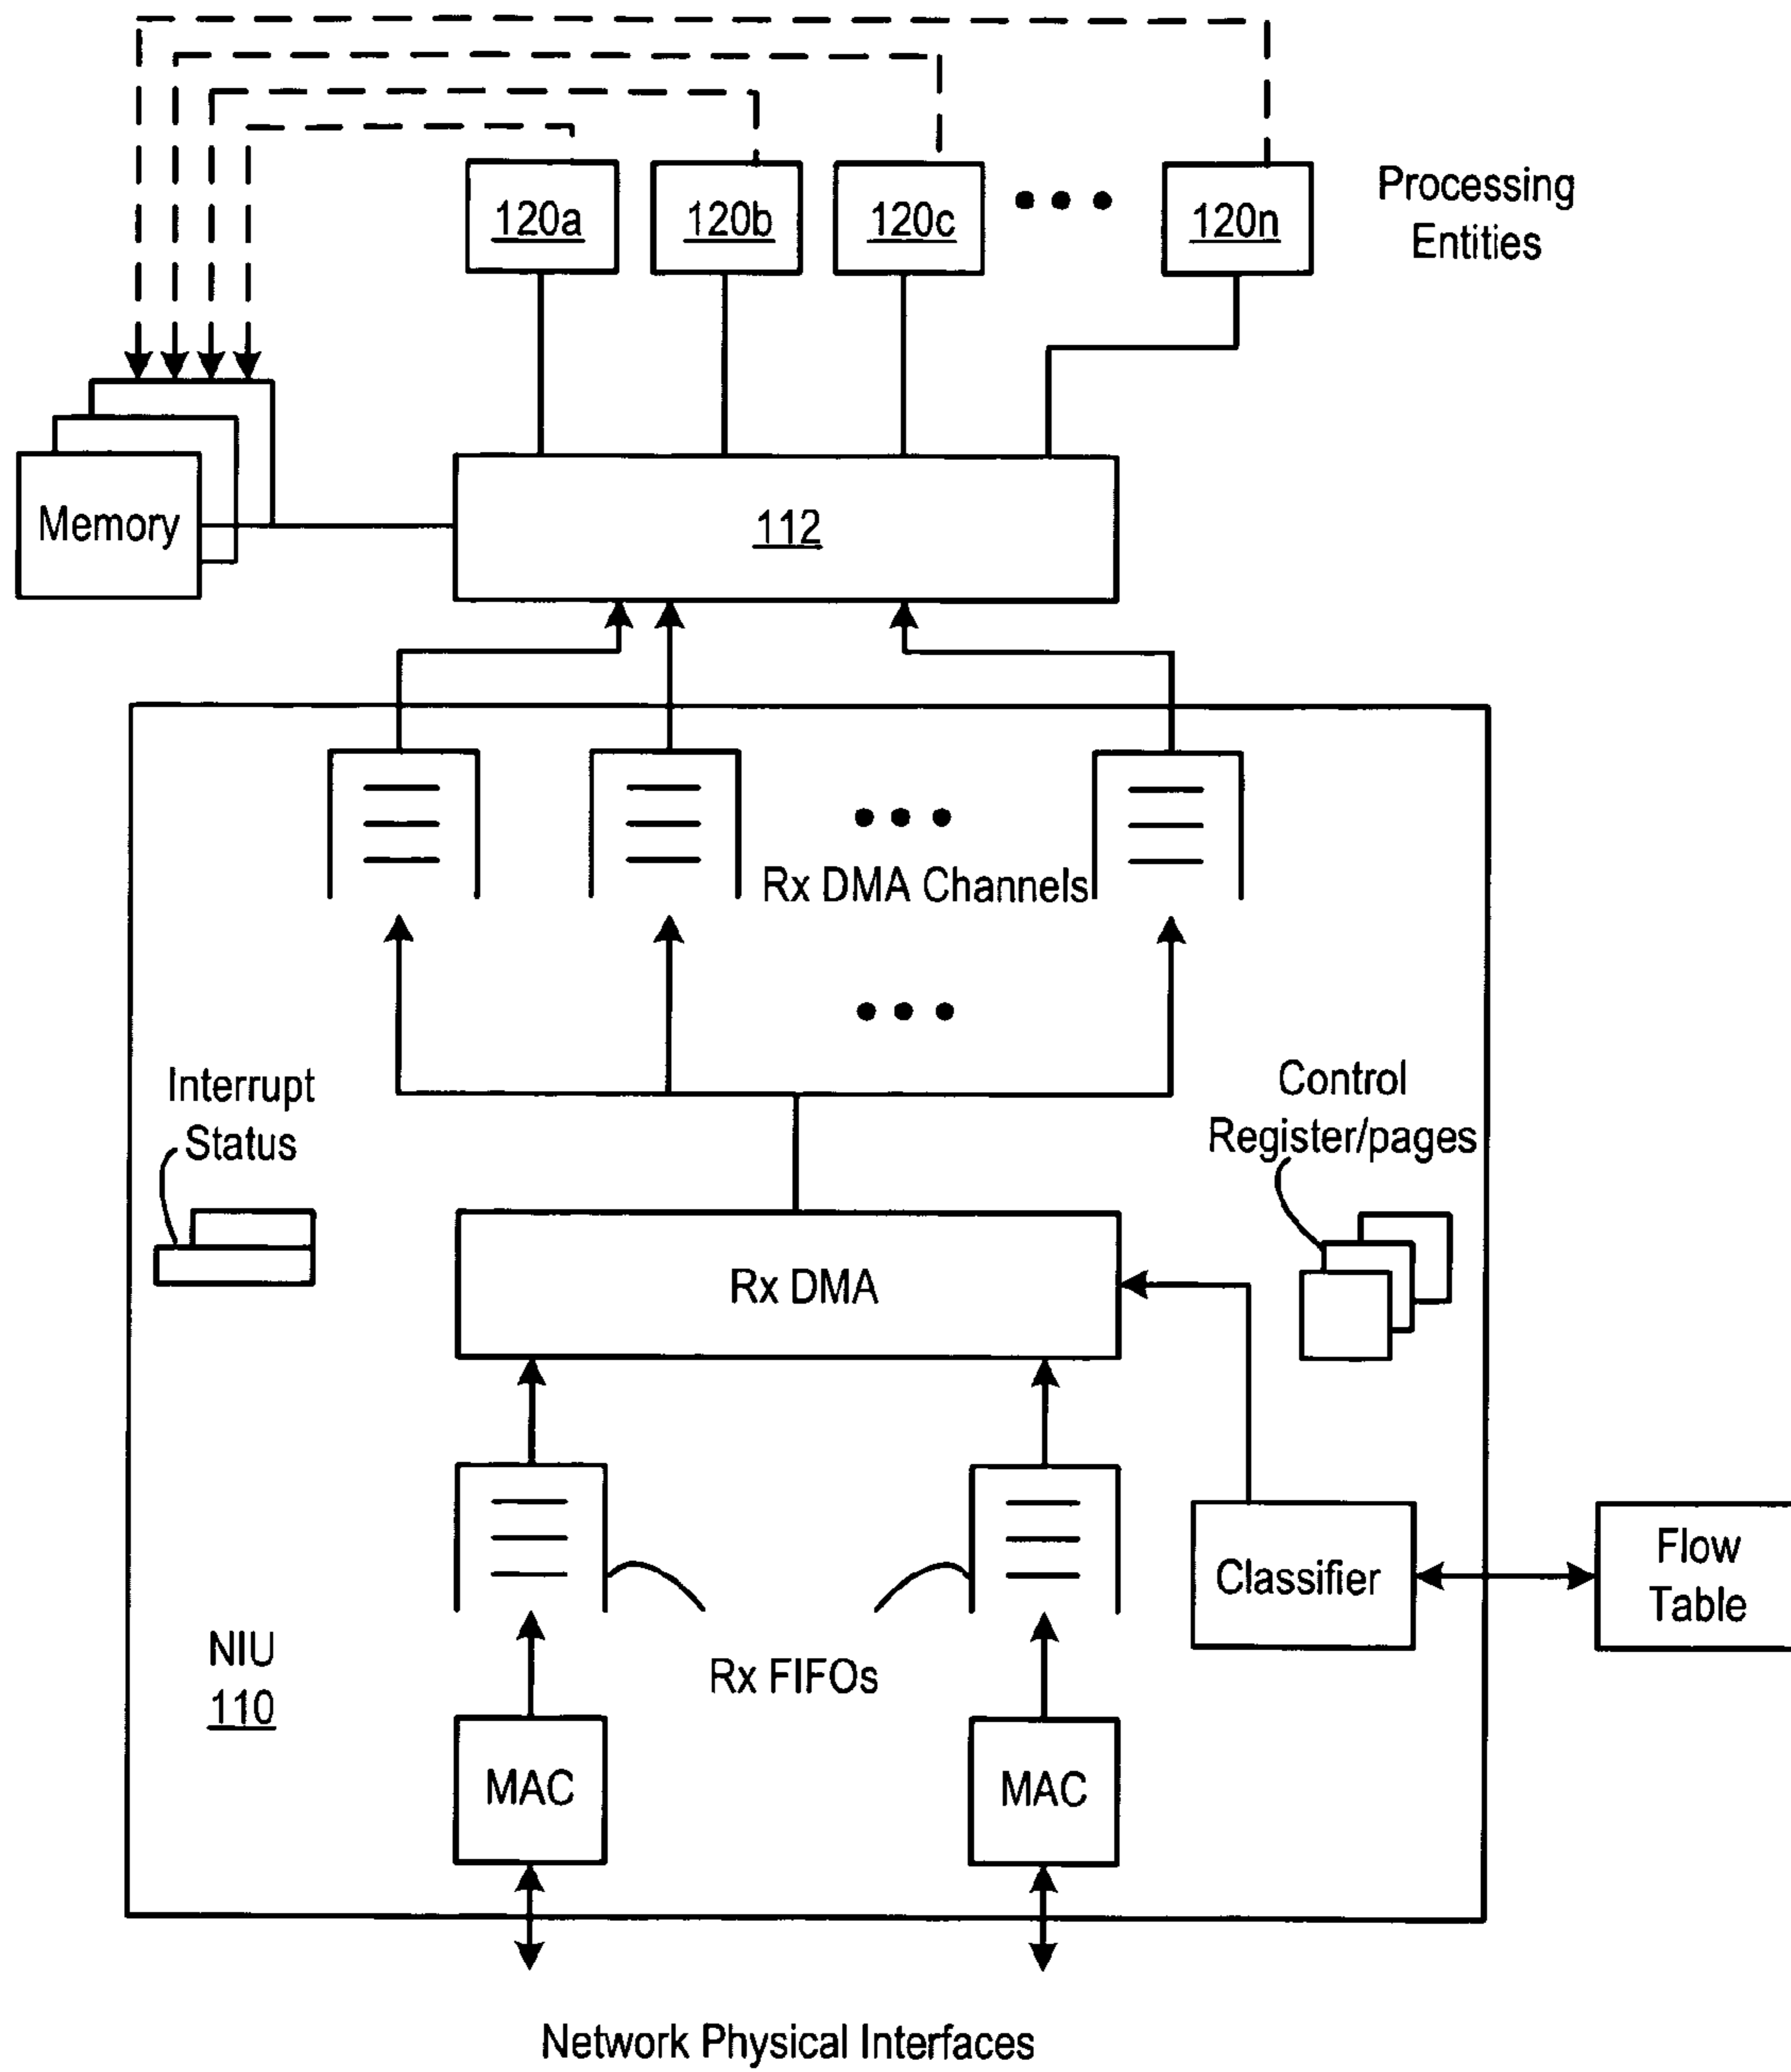 120a
120b
120c
120n
Processing
Entities
Memory
112
Rx DMA Channels
Interrupt
Status
Control
Register/pages
Rx DMA
Classifier
Flow
Table
NIU
110
Rx FIFOs
MAC
MAC
Network Physical Interfaces